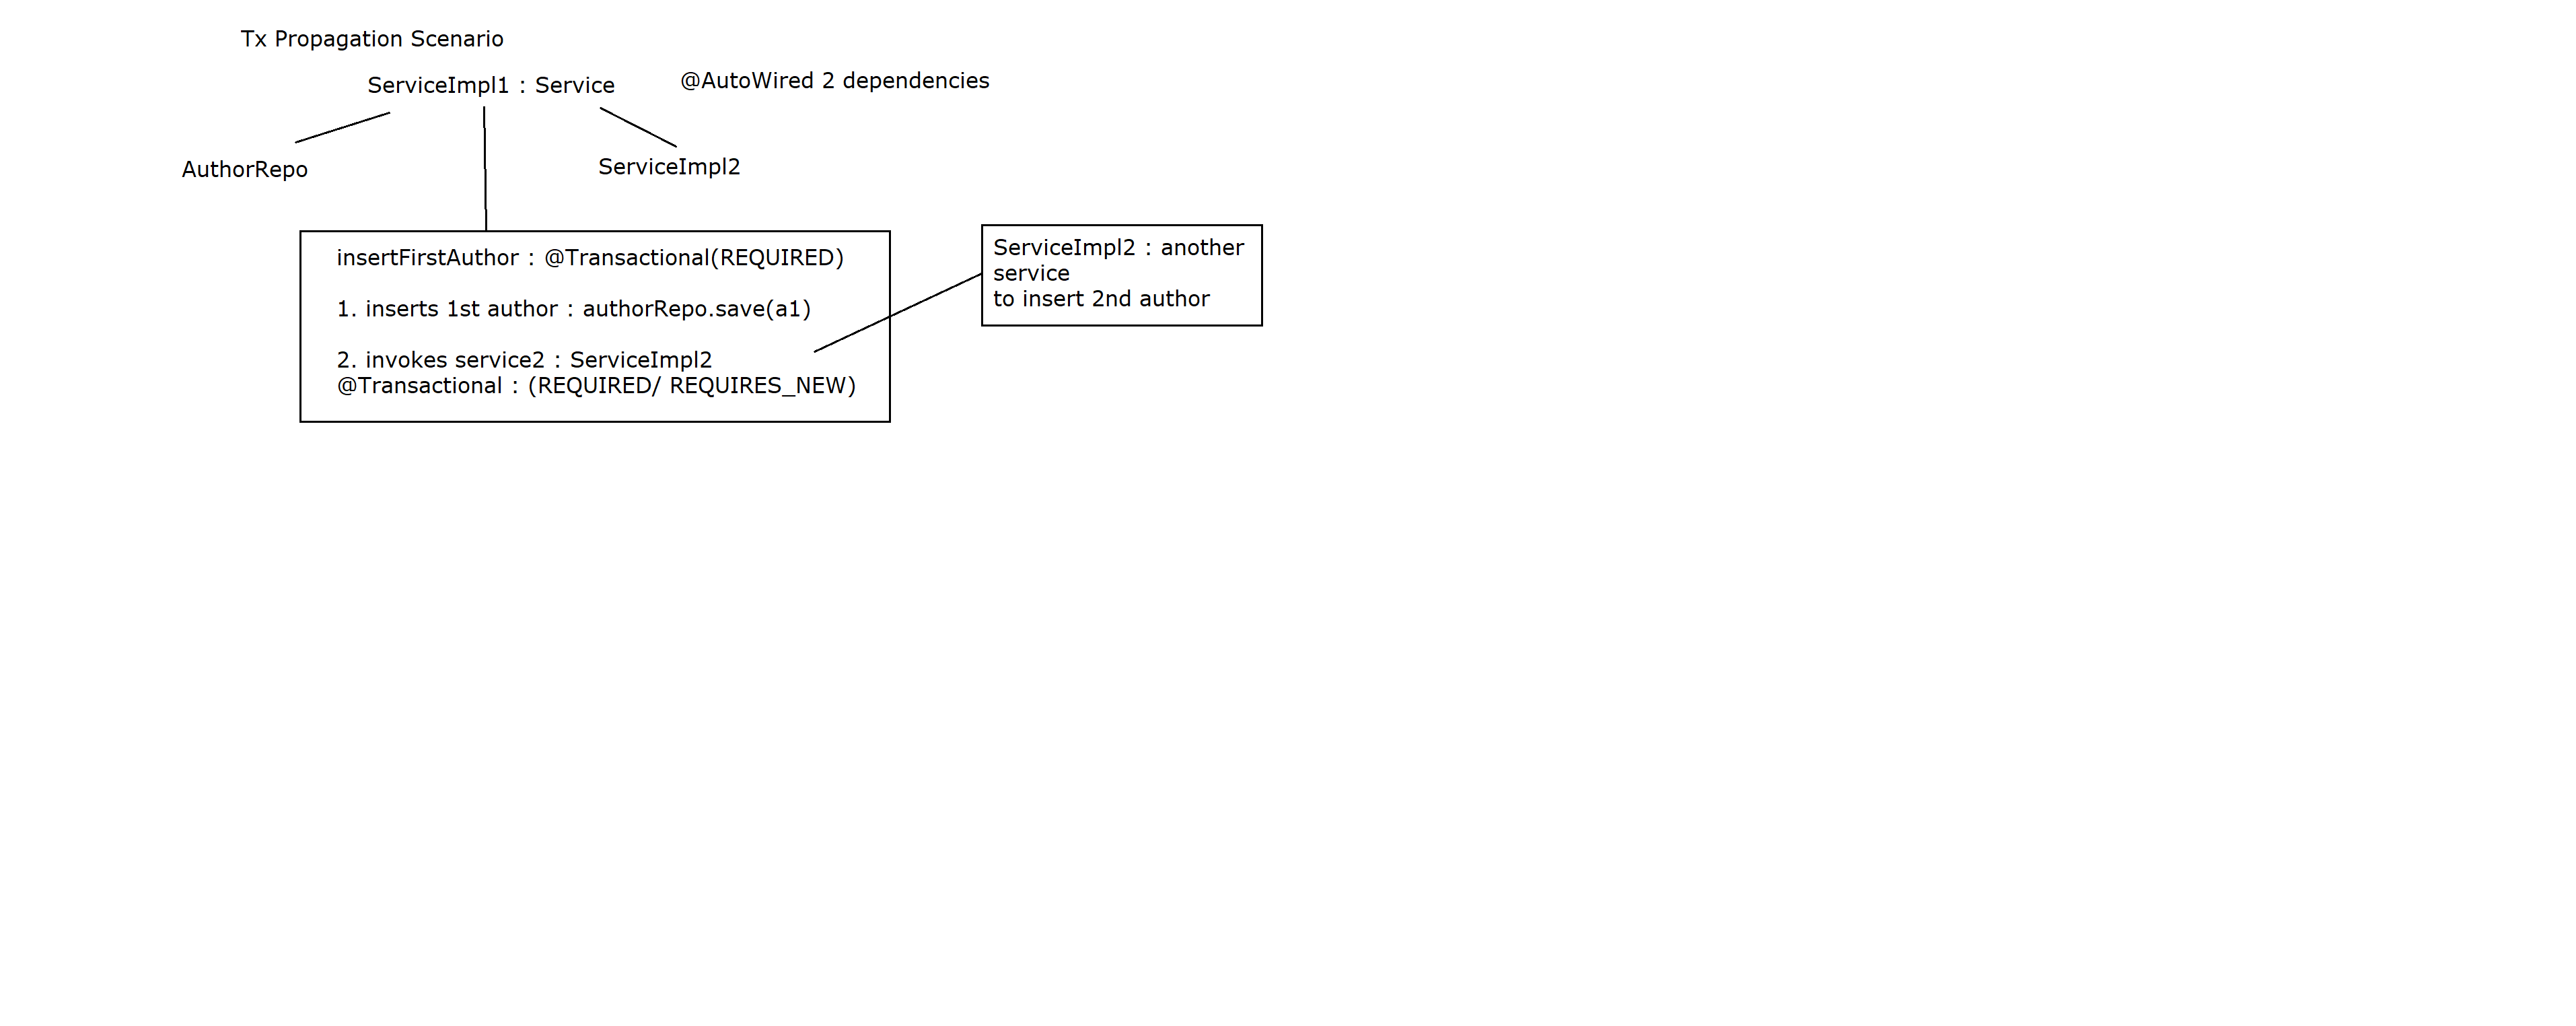 Tx Propagation Scenario
ServiceImpl1 : Service
@AutoWired 2 dependencies
AuthorRepo
ServiceImpl2
insertFirstAuthor : @Transactional(REQUIRED)
1. inserts 1st author : authorRepo.save(a1)
2. invokes service2 : ServiceImpl2
@Transactional : (REQUIRED/ REQUIRES_NEW)
ServiceImpl2 : another
service
to insert 2nd author